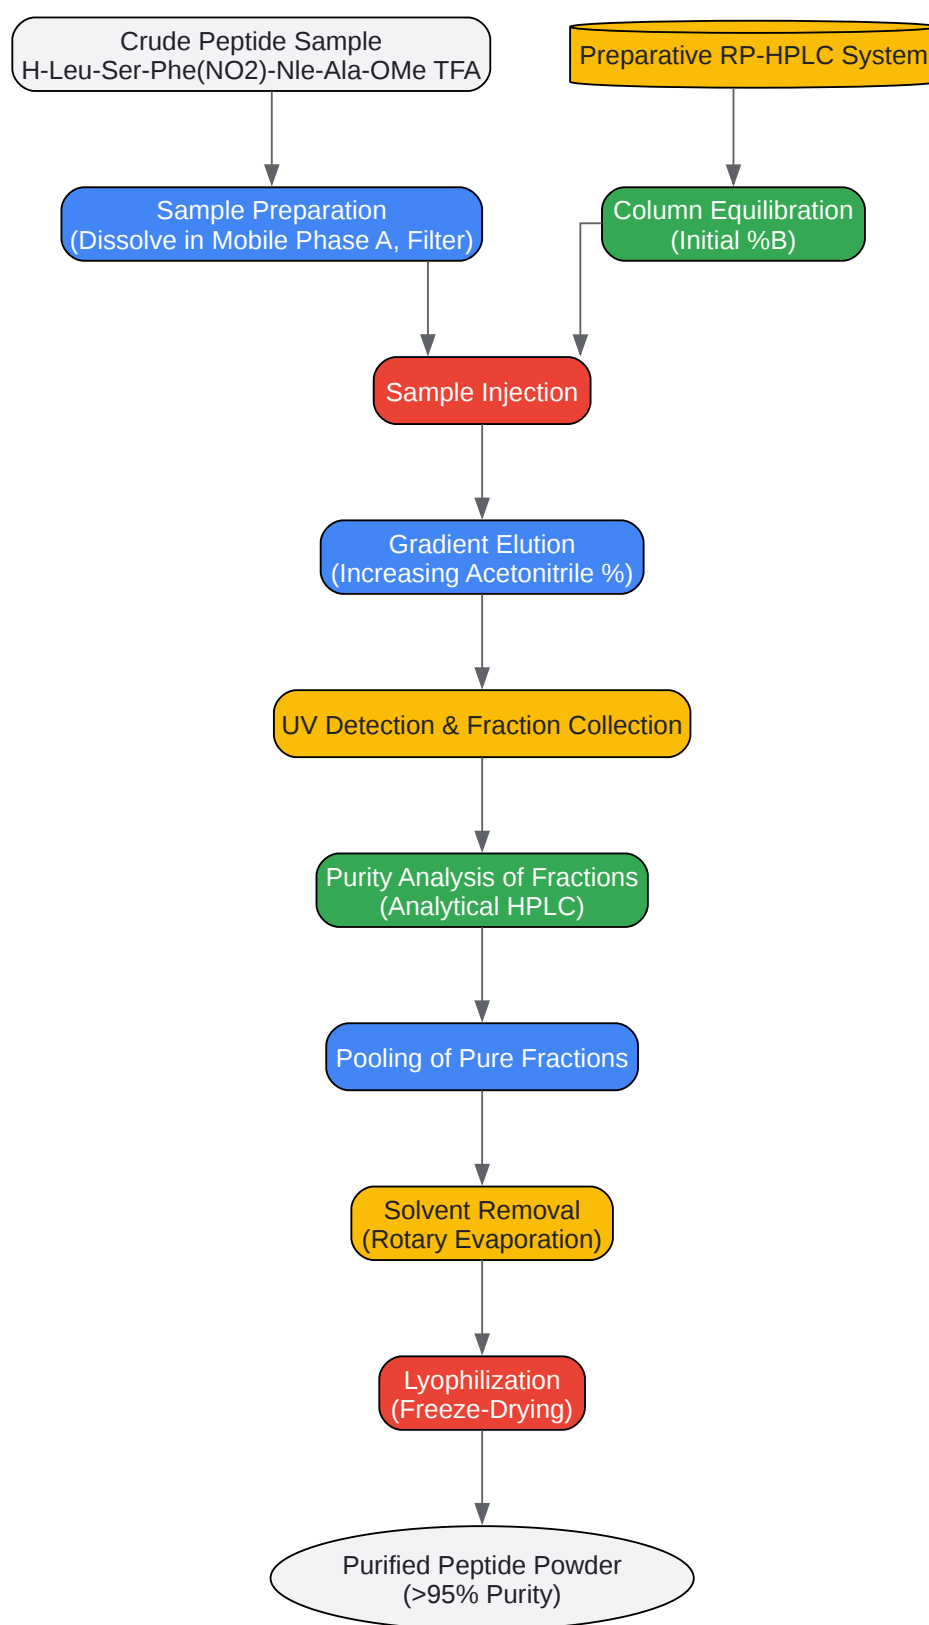 Crude Peptide Sample
H-Leu-Ser-Phe(NO2)-Nle-Ala-OMe TFA
Preparative RP-HPLC System
Sample Preparation
(Dissolve in Mobile Phase A, Filter)
Column Equilibration
(Initial %B)
Sample Injection
Gradient Elution
(Increasing Acetonitrile %)
UV Detection & Fraction Collection
Purity Analysis of Fractions
(Analytical HPLC)
Pooling of Pure Fractions
Solvent Removal
(Rotary Evaporation)
Lyophilization
(Freeze-Drying)
Purified Peptide Powder
(>95% Purity)